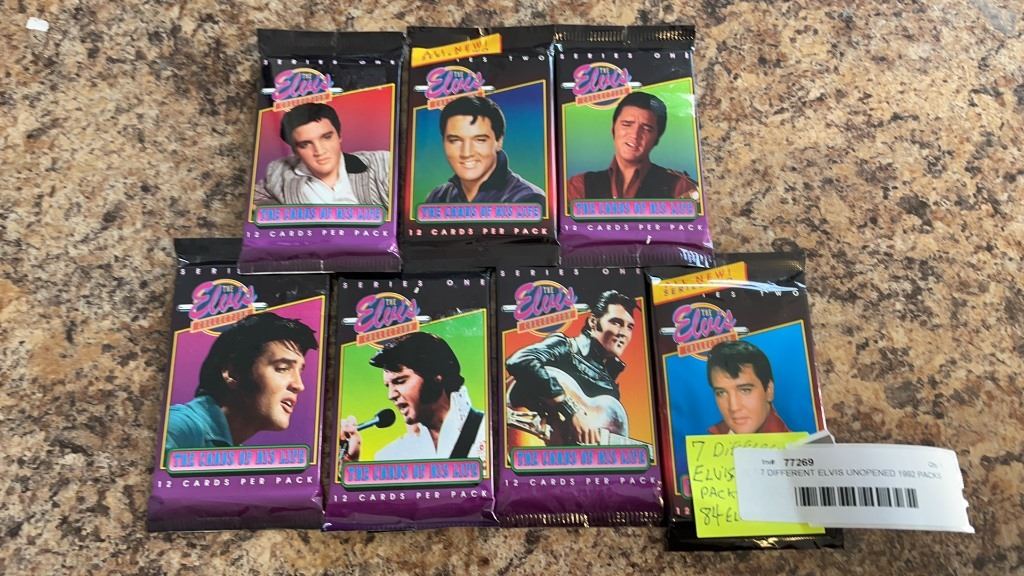 SERIES ONE
THE
Elvis
COLLECTION
THE CARDS OF HIS LIFE
12 CARDS PER PACK
ALL NEW!
SERIES TWO
THE
Elvis
COLLECTION
THE CARDS OF HIS LIFE
12 CARDS PER PACK
SERIES ONE
THE
Elvis
COLLECTION
THE CARDS OF HIS LIFE
12 CARDS PER PACK
SERIES ONE
THE
Elvis
COLLECTION
THE CARDS OF HIS LIFE
12 CARDS PER PACK
SERIES ONE
THE
Elvis
COLLECTION
THE CARDS OF HIS LIFE
12 CARDS PER PACK
SERIES ONE
THE
Elvis
COLLECTION
THE CARDS OF HIS LIFE
12 CARDS PER PACK
ALL NEW!
SERIES TWO
THE
Elvis
COLLECTION
12
7
ELVIS
PACK
84
77269
7 DIFFERENT ELVIS UNOPENED 1992 PACKS